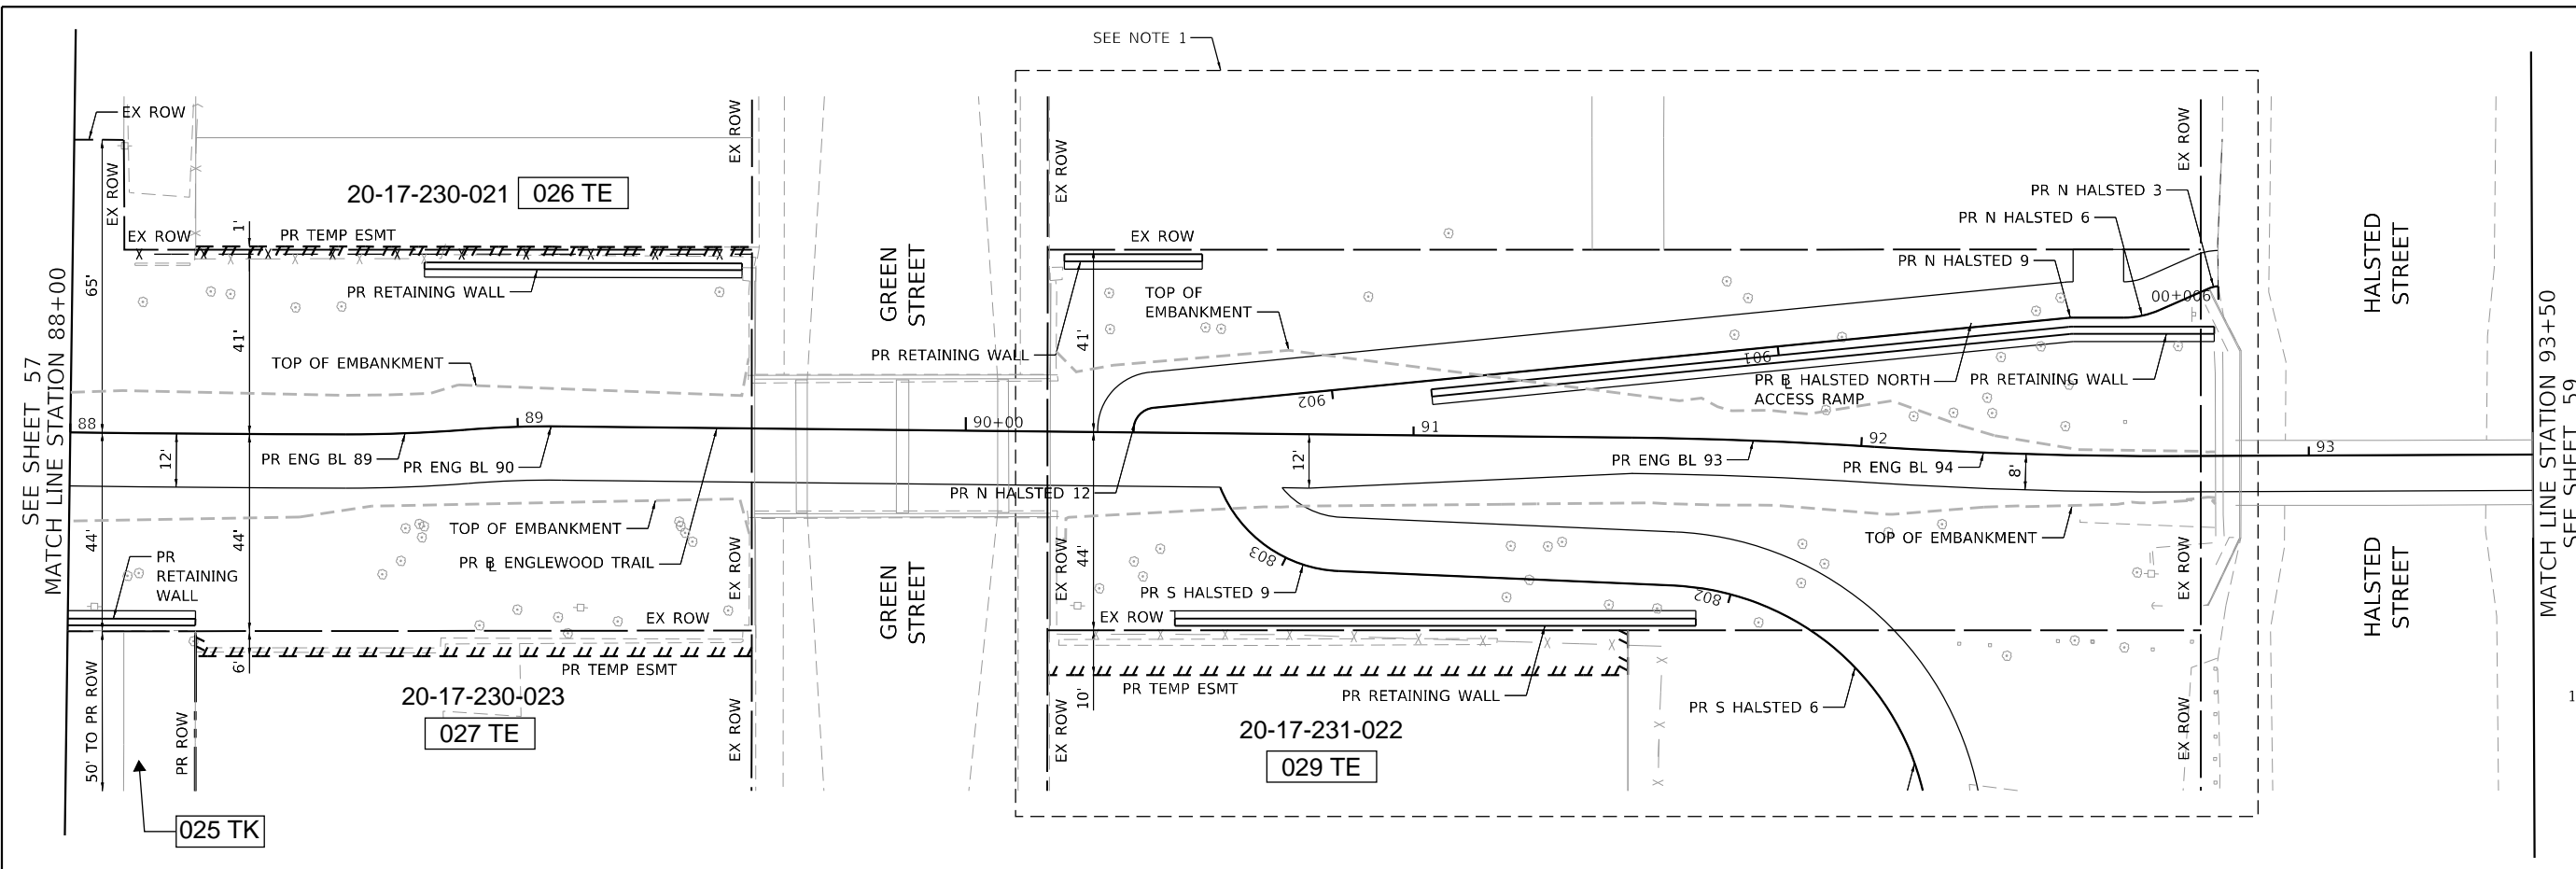 SEE NOTE 1
EX ROW
EX ROW
EX ROW
EX ROW
20-17-230-021
026 TE
PR TEMP ESMT
1'
65'
41'
PR RETAINING WALL
TOP OF EMBANKMENT
SEE SHEET 57
MATCH LINE STATION 88+00
88
89
90+00
12'
PR ENG BL 89
PR ENG BL 90
TOP OF EMBANKMENT
PR BL ENGLEWOOD TRAIL
44'
44'
PR
RETAINING
WALL
EX ROW
EX ROW
6'
PR TEMP ESMT
20-17-230-023
027 TE
50' TO PR ROW
PR ROW
EX ROW
025 TK
GREEN
STREET
GREEN
STREET
EX ROW
EX ROW
41'
PR RETAINING WALL
TOP OF
EMBANKMENT
902
901
900+00
PR N HALSTED 3
PR N HALSTED 6
PR N HALSTED 9
EX ROW
PR BL HALSTED NORTH
ACCESS RAMP
PR RETAINING WALL
91
92
93
PR N HALSTED 12
12'
PR ENG BL 93
PR ENG BL 94
8'
TOP OF EMBANKMENT
803
802
PR S HALSTED 9
EX ROW
44'
EX ROW
EX ROW
10'
PR TEMP ESMT
PR RETAINING WALL
PR S HALSTED 6
20-17-231-022
029 TE
EX ROW
EX ROW
HALSTED
STREET
HALSTED
STREET
MATCH LINE STATION 93+50
SEE SHEET 59
1